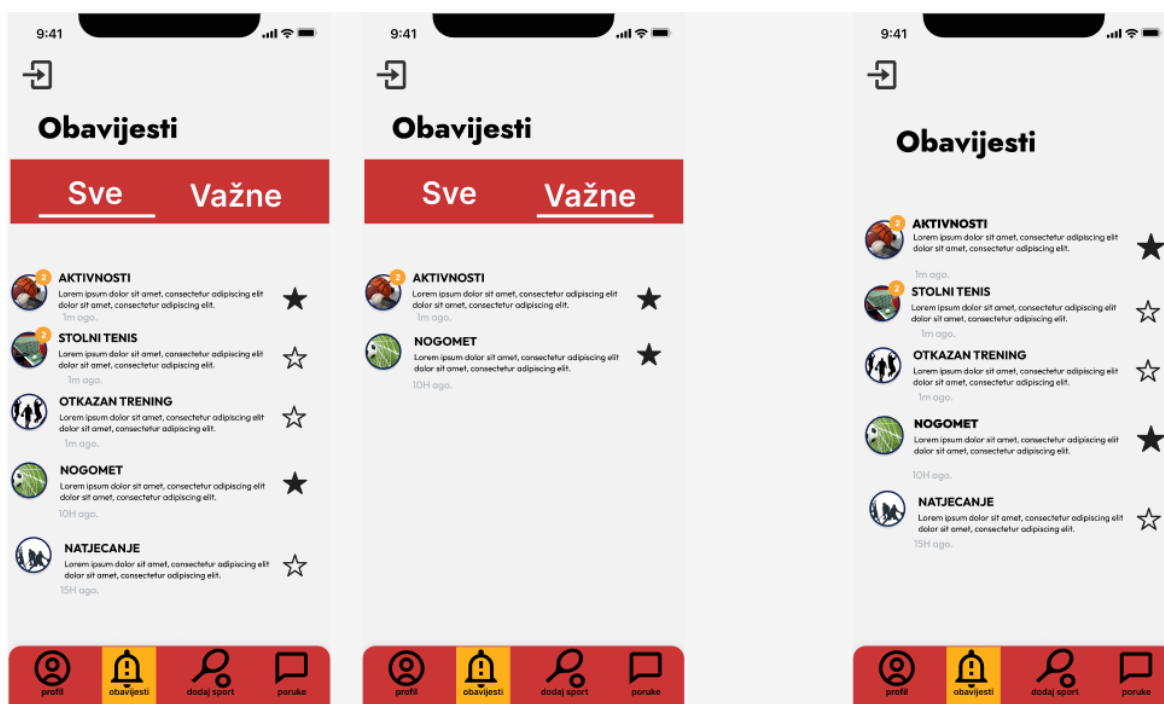 9:41
Obavijesti
Sve Važne
2
AKTIVNOSTI
Lorem ipsum dolor sit amet, consectetur adipiscing elit
dolor sit amet, consectetur adipiscing elit.
1m ago.
2
STOLNI TENIS
Lorem ipsum dolor sit amet, consectetur adipiscing elit
dolor sit amet, consectetur adipiscing elit.
1m ago.
OTKAZAN TRENING
Lorem ipsum dolor sit amet, consectetur adipiscing elit
dolor sit amet, consectetur adipiscing elit.
1m ago.
NOGOMET
Lorem ipsum dolor sit amet, consectetur adipiscing elit
dolor sit amet, consectetur adipiscing elit.
10H ago.
NATJECANJE
Lorem ipsum dolor sit amet, consectetur adipiscing elit
dolor sit amet, consectetur adipiscing elit.
15H ago.
profil obavijesti dodaj sport poruke
9:41
Obavijesti
Sve Važne
2
AKTIVNOSTI
Lorem ipsum dolor sit amet, consectetur adipiscing elit
dolor sit amet, consectetur adipiscing elit.
1m ago.
NOGOMET
Lorem ipsum dolor sit amet, consectetur adipiscing elit
dolor sit amet, consectetur adipiscing elit.
10H ago.
profil obavijesti dodaj sport poruke
9:41
Obavijesti
2
AKTIVNOSTI
Lorem ipsum dolor sit amet, consectetur adipiscing elit
dolor sit amet, consectetur adipiscing elit.
1m ago.
2
STOLNI TENIS
Lorem ipsum dolor sit amet, consectetur adipiscing elit
dolor sit amet, consectetur adipiscing elit.
1m ago.
OTKAZAN TRENING
Lorem ipsum dolor sit amet, consectetur adipiscing elit
dolor sit amet, consectetur adipiscing elit.
1m ago.
NOGOMET
Lorem ipsum dolor sit amet, consectetur adipiscing elit
dolor sit amet, consectetur adipiscing elit.
10H ago.
NATJECANJE
Lorem ipsum dolor sit amet, consectetur adipiscing elit
dolor sit amet, consectetur adipiscing elit.
15H ago.
profil obavijesti dodaj sport poruke